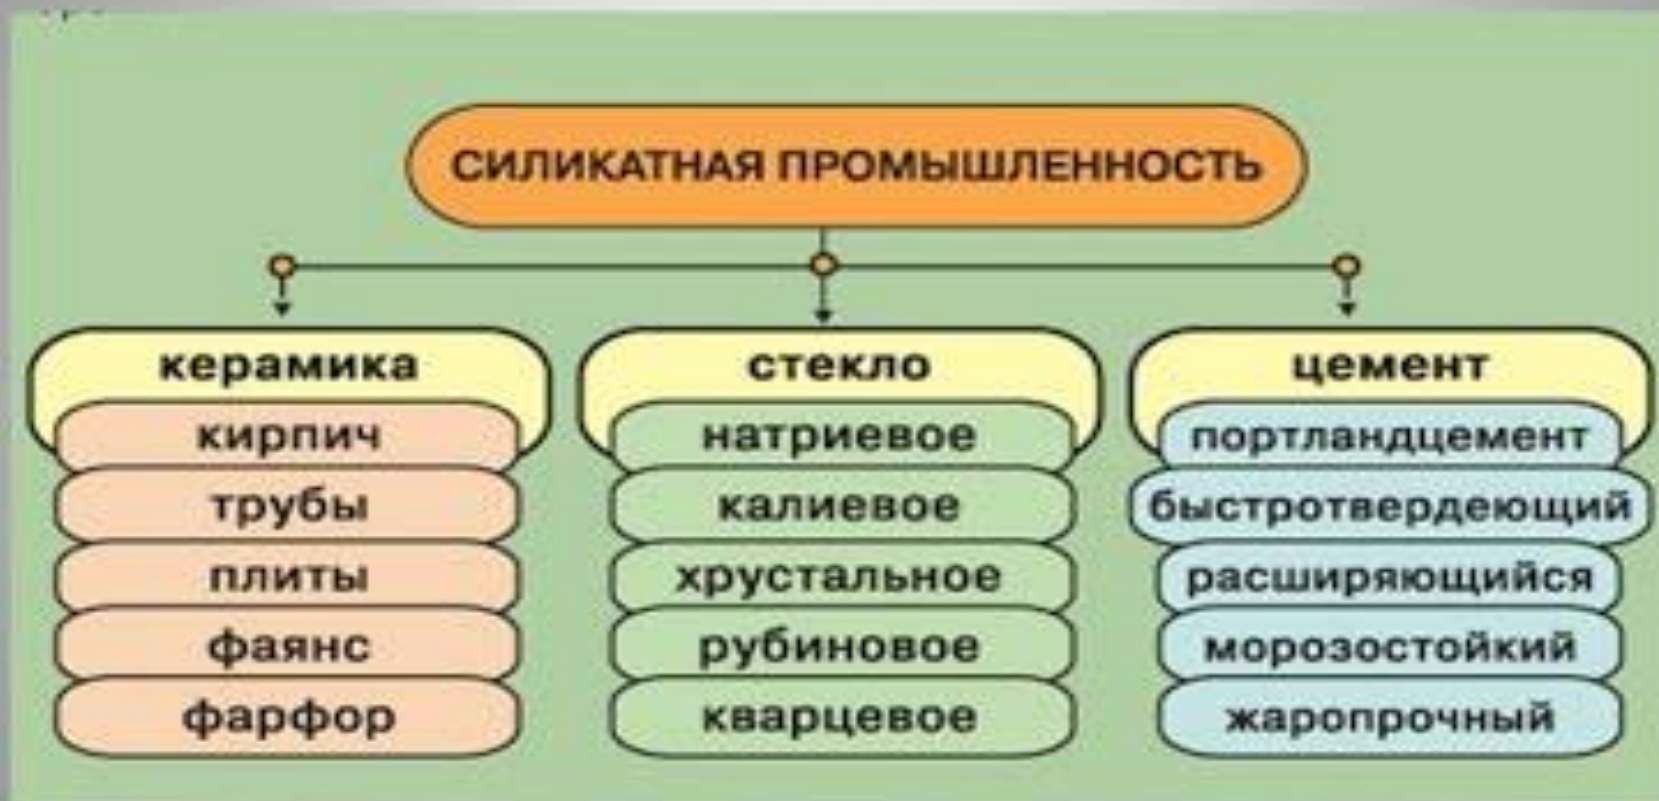 СИЛИКАТНАЯ ПРОМЫШЛЕННОСТЬ
керамика
кирпич
трубы
плиты
фаянс
фарфор
стекло
натриевое
калиевое
хрустальное
рубиновое
кварцевое
цемент
портландцемент
быстротвердеющий
расширяющийся
морозостойкий
жаропрочный